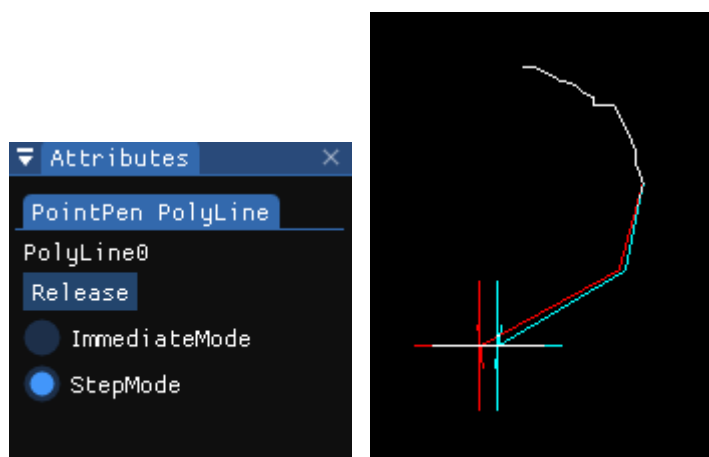 Attributes
PointPen PolyLine
PolyLine0
Release
ImmediateMode
StepMode